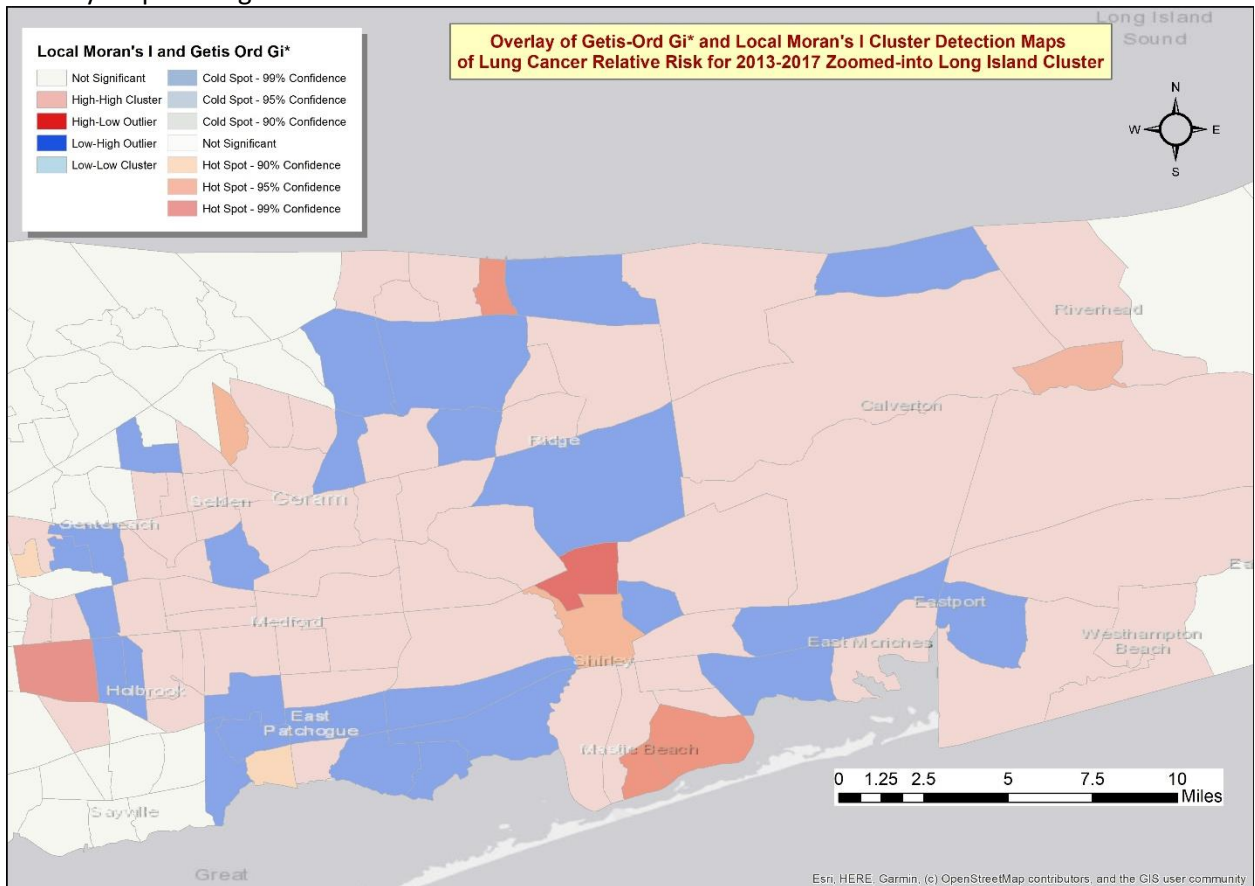 Long Island
Sound
Overlay of Getis-Ord Gi* and Local Moran's I Cluster Detection Maps
of Lung Cancer Relative Risk for 2013-2017 Zoomed-into Long Island Cluster
Local Moran's I and Getis Ord Gi*
Not Significant
High-High Cluster
High-Low Outlier
Low-High Outlier
Low-Low Cluster
Cold Spot - 99% Confidence
Cold Spot - 95% Confidence
Cold Spot - 90% Confidence
Not Significant
Hot Spot - 90% Confidence
Hot Spot - 95% Confidence
Hot Spot - 99% Confidence
N
W E
S
Riverhead
Calverton
Ridge
Selden
Coram
Centereach
Medford
Eastport
East Moriches
Westhampton
Beach
Shirley
Holbrook
East
Patchogue
Mastic Beach
Sayville
Great
0 1.25 2.5 5 7.5 10
Miles
Esri, HERE, Garmin, (c) OpenStreetMap contributors, and the GIS user community